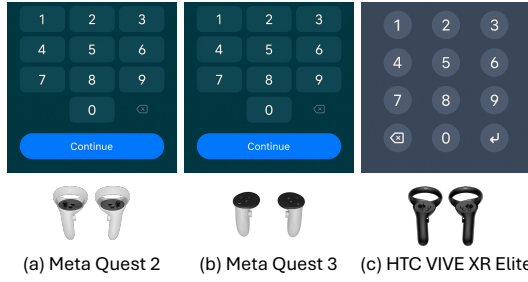 1 2 3 1 2 3 1 2 3
4 5 6 4 5 6 4 5 6
7 8 9 7 8 9 7 8 9
0 0 0
Continue Continue
(a) Meta Quest 2 (b) Meta Quest 3 (c) HTC VIVE XR Elite